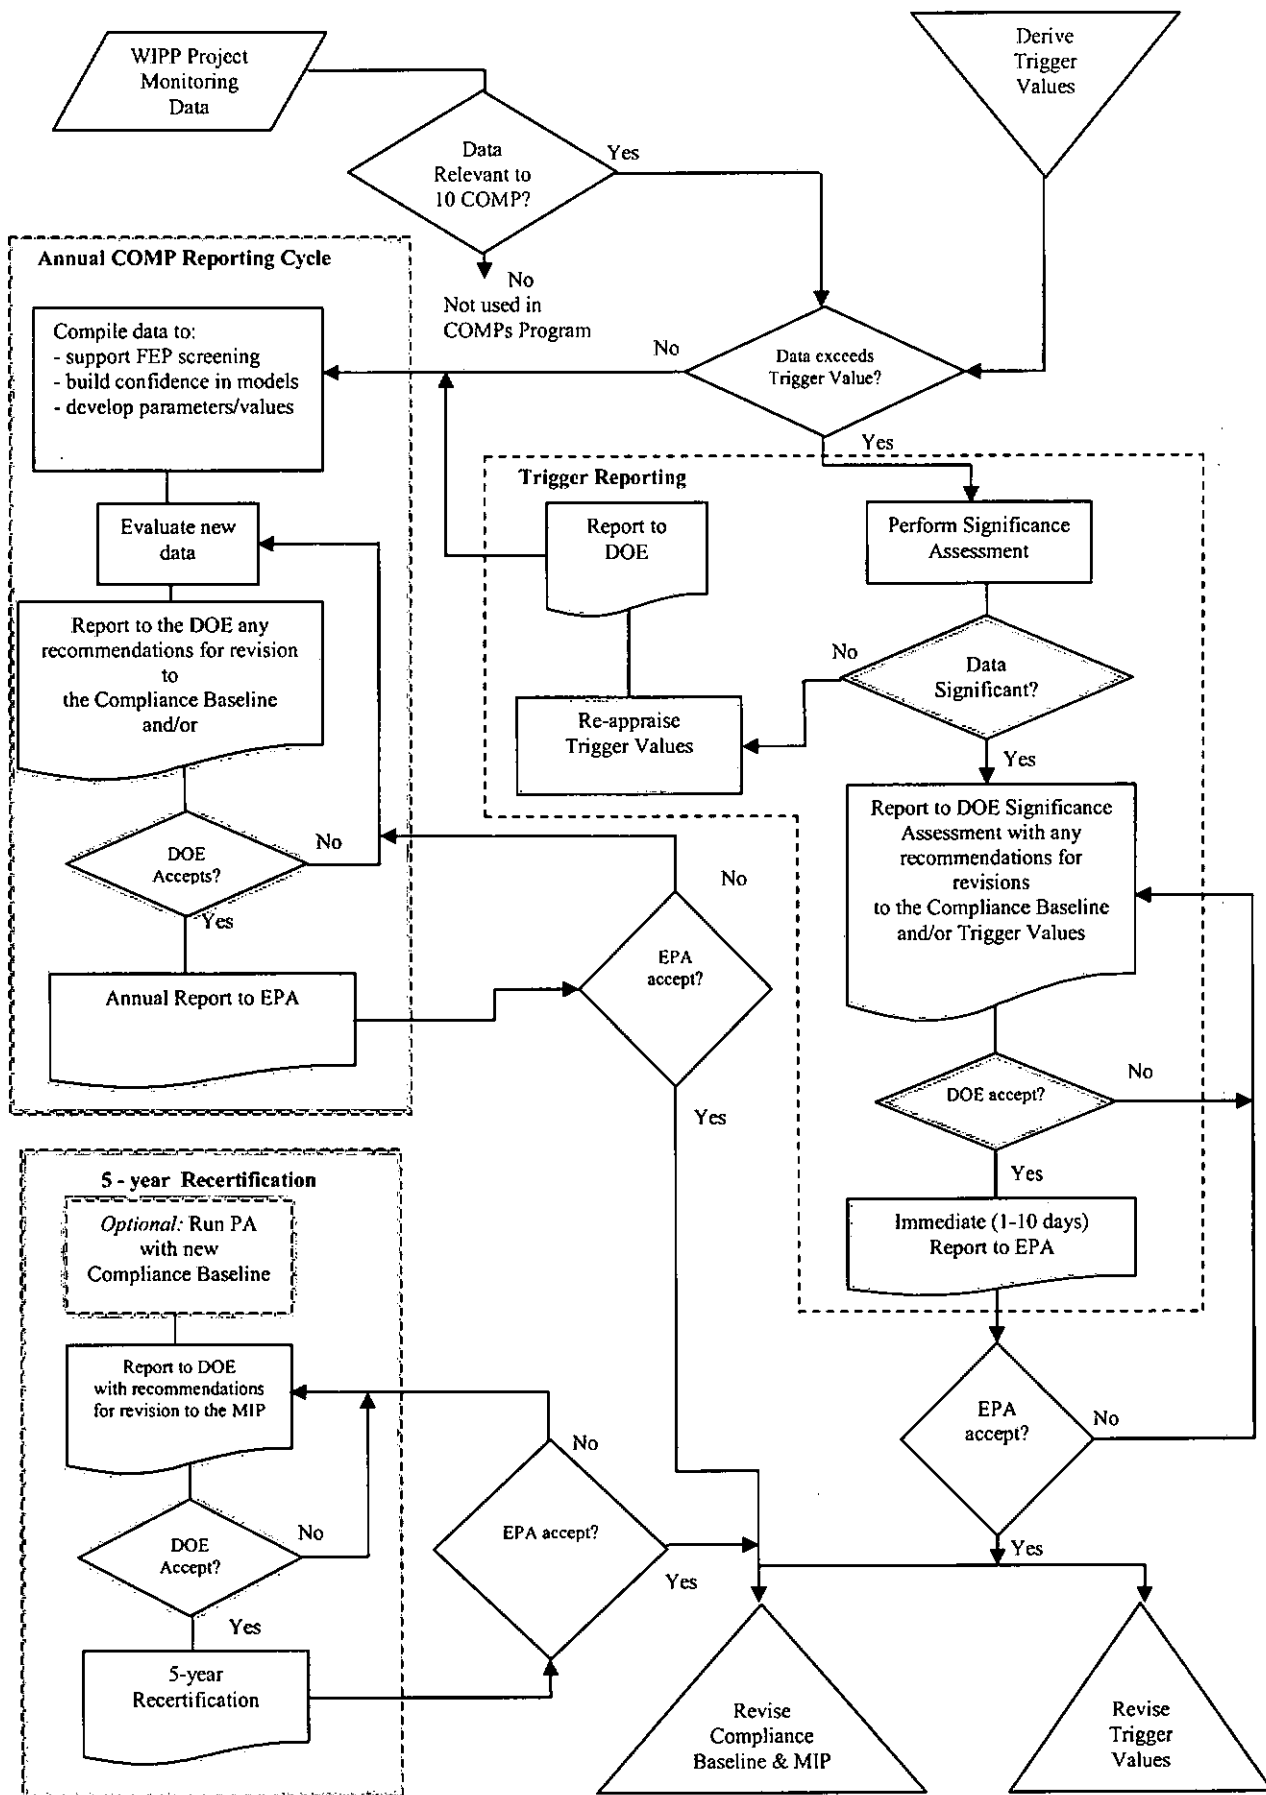 WIPP Project
Monitoring
Data
Derive
Trigger
Values
Data
Relevant to
10 COMP?
Yes
No
Not used in
COMPs Program
Annual COMP Reporting Cycle
Compile data to:
- support FEP screening
- build confidence in models
- develop parameters/values
No
Data exceeds
Trigger Value?
Yes
Trigger Reporting
Report to
DOE
Perform Significance
Assessment
Evaluate new
data
Report to the DOE any
recommendations for revision
to
the Compliance Baseline
and/or
No
Data
Significant?
Re-appraise
Trigger Values
Yes
Report to DOE Significance
Assessment with any
recommendations for
revisions
to the Compliance Baseline
and/or Trigger Values
DOE
Accepts?
No
Yes
No
EPA
accept?
Annual Report to EPA
Yes
DOE accept?
No
Yes
Immediate (1-10 days)
Report to EPA
5 - year Recertification
Optional: Run PA
with new
Compliance Baseline
Report to DOE
with recommendations
for revision to the MIP
No
EPA
accept?
No
DOE
Accept?
No
EPA accept?
Yes
Yes
Yes
5-year
Recertification
Revise
Compliance
Baseline & MIP
Revise
Trigger
Values